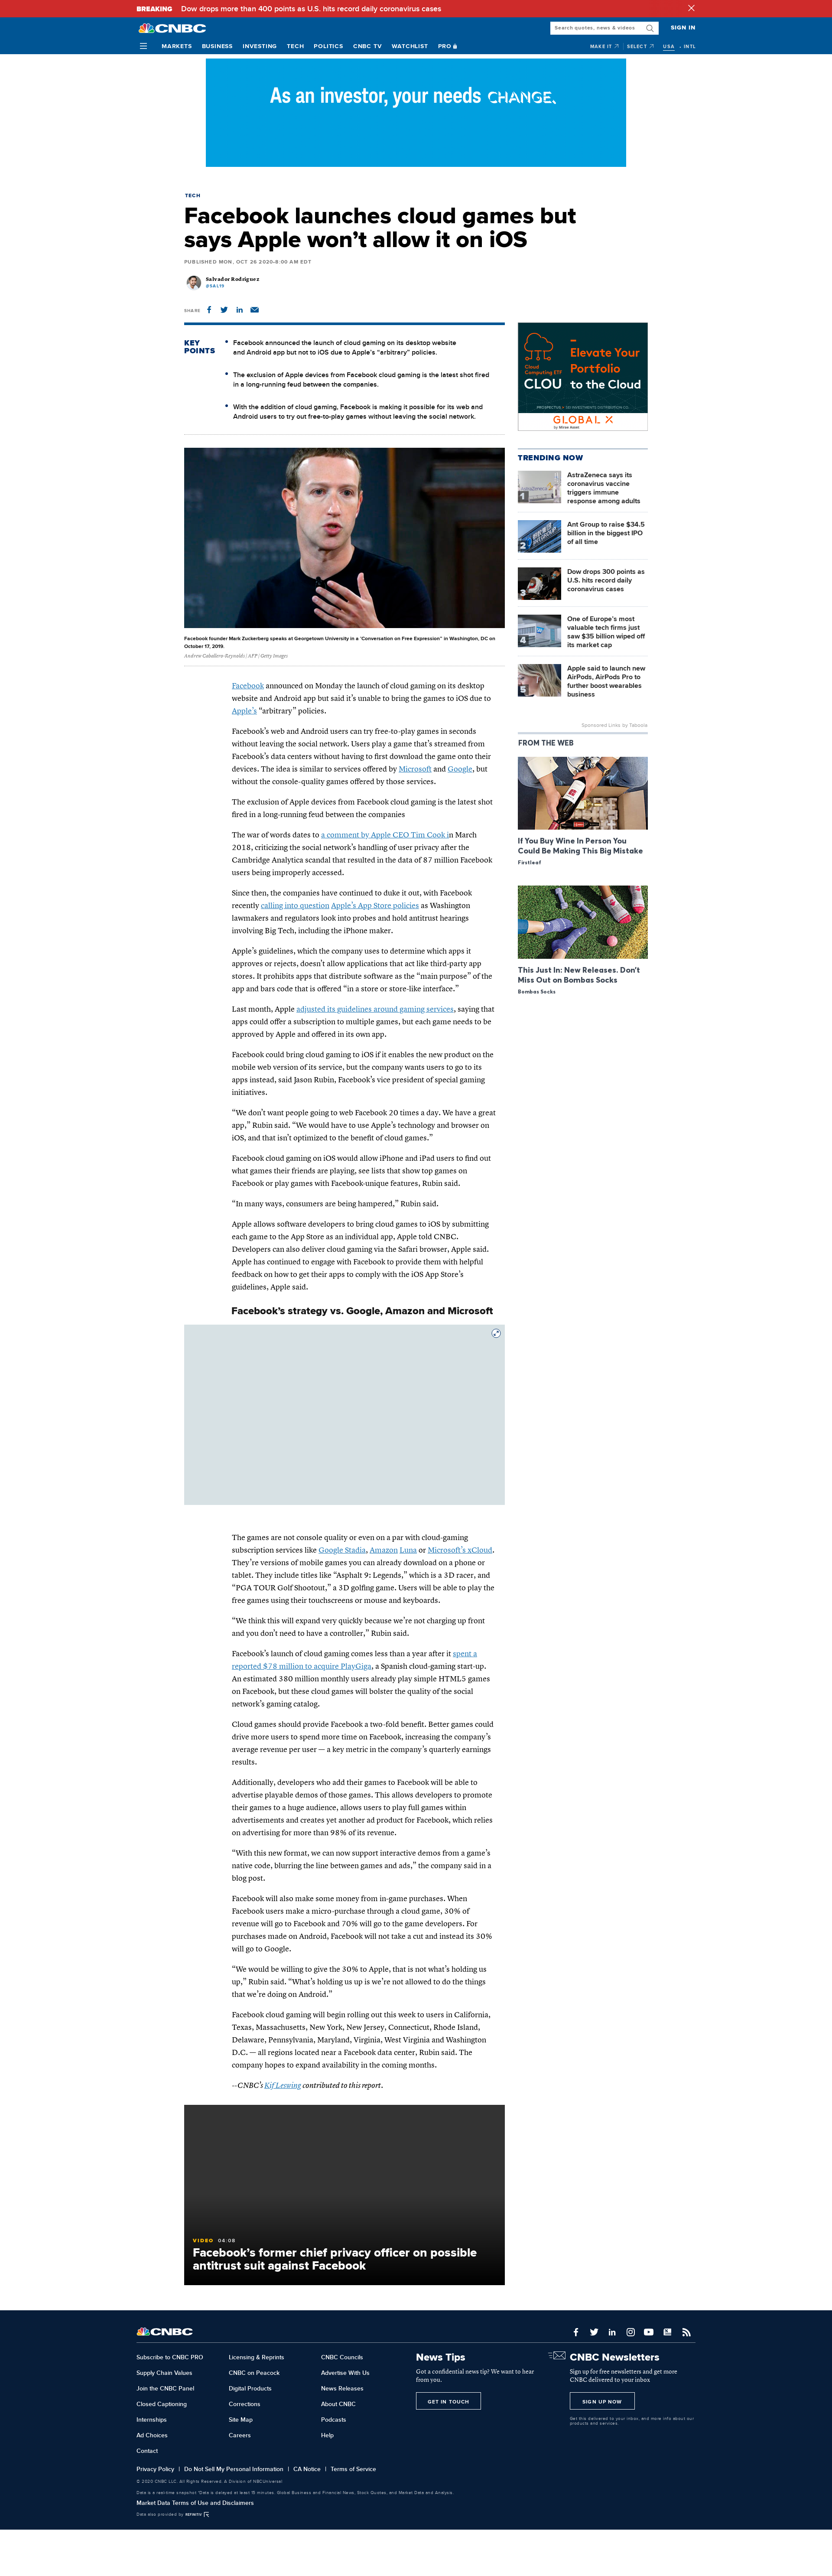 BREAKING Dow drops more than 400 points as U.S. hits record daily coronavirus cases
CNBC
Search quotes, news & videos
SIGN IN
MARKETS BUSINESS INVESTING TECH POLITICS CNBC TV WATCHLIST PRO
MAKE IT SELECT USA INTL
As an investor, your needs CHANGE.
TECH
Facebook launches cloud games but
says Apple won’t allow it on iOS
PUBLISHED MON, OCT 26 2020•8:00 AM EDT
Salvador Rodriguez
@SAL19
SHARE
KEY
POINTS
Facebook announced the launch of cloud gaming on its desktop website
and Android app but not to iOS due to Apple’s “arbitrary” policies.
The exclusion of Apple devices from Facebook cloud gaming is the latest shot fired
in a long-running feud between the companies.
With the addition of cloud gaming, Facebook is making it possible for its web and
Android users to try out free-to-play games without leaving the social network.
Facebook founder Mark Zuckerberg speaks at Georgetown University in a ‘Conversation on Free Expression” in Washington, DC on
October 17, 2019.
Andrew Caballero-Reynolds | AFP | Getty Images
Facebook announced on Monday the launch of cloud gaming on its desktop
website and Android app but said it’s unable to bring the games to iOS due to
Apple’s “arbitrary” policies.
Facebook’s web and Android users can try free-to-play games in seconds
without leaving the social network. Users play a game that’s streamed from
Facebook’s data centers without having to first download the game onto their
devices. The idea is similar to services offered by Microsoft and Google, but
without the console-quality games offered by those services.
The exclusion of Apple devices from Facebook cloud gaming is the latest shot
fired in a long-running feud between the companies
The war of words dates to a comment by Apple CEO Tim Cook in March
2018, criticizing the social network’s handling of user privacy after the
Cambridge Analytica scandal that resulted in the data of 87 million Facebook
users being improperly accessed.
Since then, the companies have continued to duke it out, with Facebook
recently calling into question Apple’s App Store policies as Washington
lawmakers and regulators look into probes and hold antitrust hearings
involving Big Tech, including the iPhone maker.
Apple’s guidelines, which the company uses to determine which apps it
approves or rejects, doesn’t allow applications that act like third-party app
stores. It prohibits apps that distribute software as the “main purpose” of the
app and bars code that is offered “in a store or store-like interface.”
Last month, Apple adjusted its guidelines around gaming services, saying that
apps could offer a subscription to multiple games, but each game needs to be
approved by Apple and offered in its own app.
Facebook could bring cloud gaming to iOS if it enables the new product on the
mobile web version of its service, but the company wants users to go to its
apps instead, said Jason Rubin, Facebook’s vice president of special gaming
initiatives.
“We don’t want people going to web Facebook 20 times a day. We have a great
app,” Rubin said. “We would have to use Apple’s technology and browser on
iOS, and that isn’t optimized to the benefit of cloud games.”
Facebook cloud gaming on iOS would allow iPhone and iPad users to find out
what games their friends are playing, see lists that show top games on
Facebook or play games with Facebook-unique features, Rubin said.
“In many ways, consumers are being hampered,” Rubin said.
Apple allows software developers to bring cloud games to iOS by submitting
each game to the App Store as an individual app, Apple told CNBC.
Developers can also deliver cloud gaming via the Safari browser, Apple said.
Apple has continued to engage with Facebook to provide them with helpful
feedback on how to get their apps to comply with the iOS App Store’s
guidelines, Apple said.
Facebook’s strategy vs. Google, Amazon and Microsoft
The games are not console quality or even on a par with cloud-gaming
subscription services like Google Stadia, Amazon Luna or Microsoft’s xCloud.
They’re versions of mobile games you can already download on a phone or
tablet. They include titles like “Asphalt 9: Legends,” which is a 3D racer, and
“PGA TOUR Golf Shootout,” a 3D golfing game. Users will be able to play the
free games using their touchscreens or mouse and keyboards.
“We think this will expand very quickly because we’re not charging up front
and you don’t need to have a controller,” Rubin said.
Facebook’s launch of cloud gaming comes less than a year after it spent a
reported $78 million to acquire PlayGiga, a Spanish cloud-gaming start-up.
An estimated 380 million monthly users already play simple HTML5 games
on Facebook, but these cloud games will bolster the quality of the social
network’s gaming catalog.
Cloud games should provide Facebook a two-fold benefit. Better games could
drive more users to spend more time on Facebook, increasing the company’s
average revenue per user — a key metric in the company’s quarterly earnings
results.
Additionally, developers who add their games to Facebook will be able to
advertise playable demos of those games. This allows developers to promote
their games to a huge audience, allows users to play full games within
advertisements and creates yet another ad product for Facebook, which relies
on advertising for more than 98% of its revenue.
“With this new format, we can now support interactive demos from a game’s
native code, blurring the line between games and ads,” the company said in a
blog post.
Facebook will also make some money from in-game purchases. When
Facebook users make a micro-purchase through a cloud game, 30% of
revenue will go to Facebook and 70% will go to the game developers. For
purchases made on Android, Facebook will not take a cut and instead its 30%
will go to Google.
“We would be willing to give the 30% to Apple, that is not what’s holding us
up,” Rubin said. “What’s holding us up is we’re not allowed to do the things
that we’re doing on Android.”
Facebook cloud gaming will begin rolling out this week to users in California,
Texas, Massachusetts, New York, New Jersey, Connecticut, Rhode Island,
Delaware, Pennsylvania, Maryland, Virginia, West Virginia and Washington
D.C. — all regions located near a Facebook data center, Rubin said. The
company hopes to expand availability in the coming months.
--CNBC’s Kif Leswing contributed to this report.
VIDEO 04:08
Facebook’s former chief privacy officer on possible
antitrust suit against Facebook
Cloud
Computing ETF
CLOU
Elevate Your
Portfolio
to the Cloud
GLOBAL X
by Mirae Asset
TRENDING NOW
1
AstraZeneca says its
coronavirus vaccine
triggers immune
response among adults
2
Ant Group to raise $34.5
billion in the biggest IPO
of all time
3
Dow drops 300 points as
U.S. hits record daily
coronavirus cases
4
One of Europe’s most
valuable tech firms just
saw $35 billion wiped off
its market cap
5
Apple said to launch new
AirPods, AirPods Pro to
further boost wearables
business
Sponsored Links by Taboola
FROM THE WEB
If You Buy Wine In Person You
Could Be Making This Big Mistake
Firstleaf
This Just In: New Releases. Don’t
Miss Out on Bombas Socks
Bombas Socks
CNBC
Subscribe to CNBC PRO
Supply Chain Values
Join the CNBC Panel
Closed Captioning
Internships
Ad Choices
Contact
Licensing & Reprints
CNBC on Peacock
Digital Products
Corrections
Site Map
Careers
CNBC Councils
Advertise With Us
News Releases
About CNBC
Podcasts
Help
News Tips
Got a confidential news tip? We want to hear
from you.
GET IN TOUCH
CNBC Newsletters
Sign up for free newsletters and get more
CNBC delivered to your inbox
SIGN UP NOW
Get this delivered to your inbox, and more info about our
products and services.
Privacy Policy | Do Not Sell My Personal Information | CA Notice | Terms of Service
© 2020 CNBC LLC. All Rights Reserved. A Division of NBCUniversal
Data is a real-time snapshot *Data is delayed at least 15 minutes. Global Business and Financial News, Stock Quotes, and Market Data and Analysis.
Market Data Terms of Use and Disclaimers
Data also provided by REFINITIV